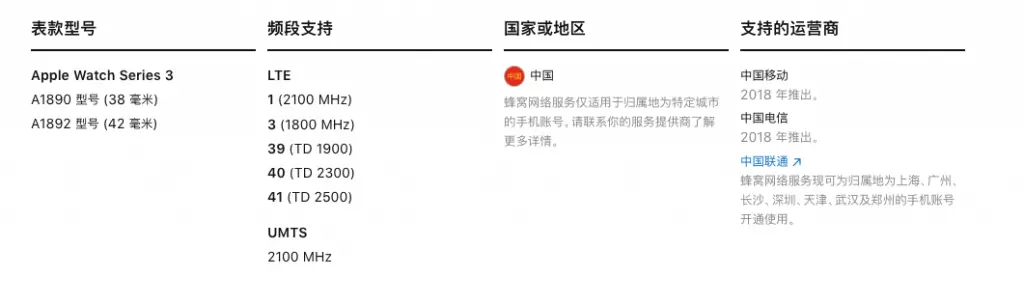 表款型号
Apple Watch Series 3
A1890 型号 (38 毫米)
A1892 型号 (42 毫米)
频段支持
LTE
1 (2100 MHz)
3 (1800 MHz)
39 (TD 1900)
40 (TD 2300)
41 (TD 2500)
UMTS
2100 MHz
国家或地区
中国 中国
蜂窝网络服务仅适用于归属地为特定城市
的手机账号。请联系你的服务提供商了解
更多详情。
支持的运营商
中国移动
2018 年推出。
中国电信
2018 年推出。
中国联通 ↗
蜂窝网络服务现可为归属地为上海、广州、
长沙、深圳、天津、武汉及郑州的手机账号
开通使用。